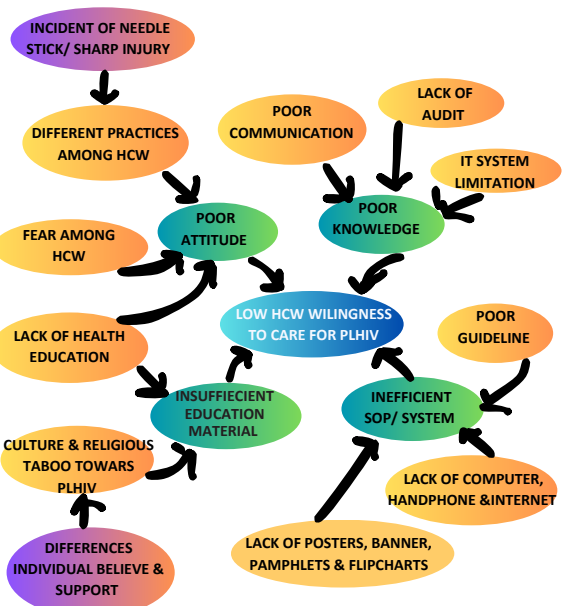 INCIDENT OF NEEDLE
STICK/ SHARP INJURY
DIFFERENT PRACTICES
AMONG HCW
POOR
COMMUNICATION
LACK OF
AUDIT
IT SYSTEM
LIMITATION
POOR
ATTITUDE
POOR
KNOWLEDGE
FEAR AMONG
HCW
LOW HCW WILINGNESS
TO CARE FOR PLHIV
POOR
GUIDELINE
LACK OF HEALTH
EDUCATION
INSUFFIECIENT
EDUCATION
MATERIAL
INEFFICIENT
SOP/ SYSTEM
CULTURE & RELIGIOUS
TABOO TOWARS
PLHIV
LACK OF COMPUTER,
HANDPHONE &INTERNET
LACK OF POSTERS, BANNER,
PAMPHLETS & FLIPCHARTS
DIFFERENCES
INDIVIDUAL BELIEVE &
SUPPORT